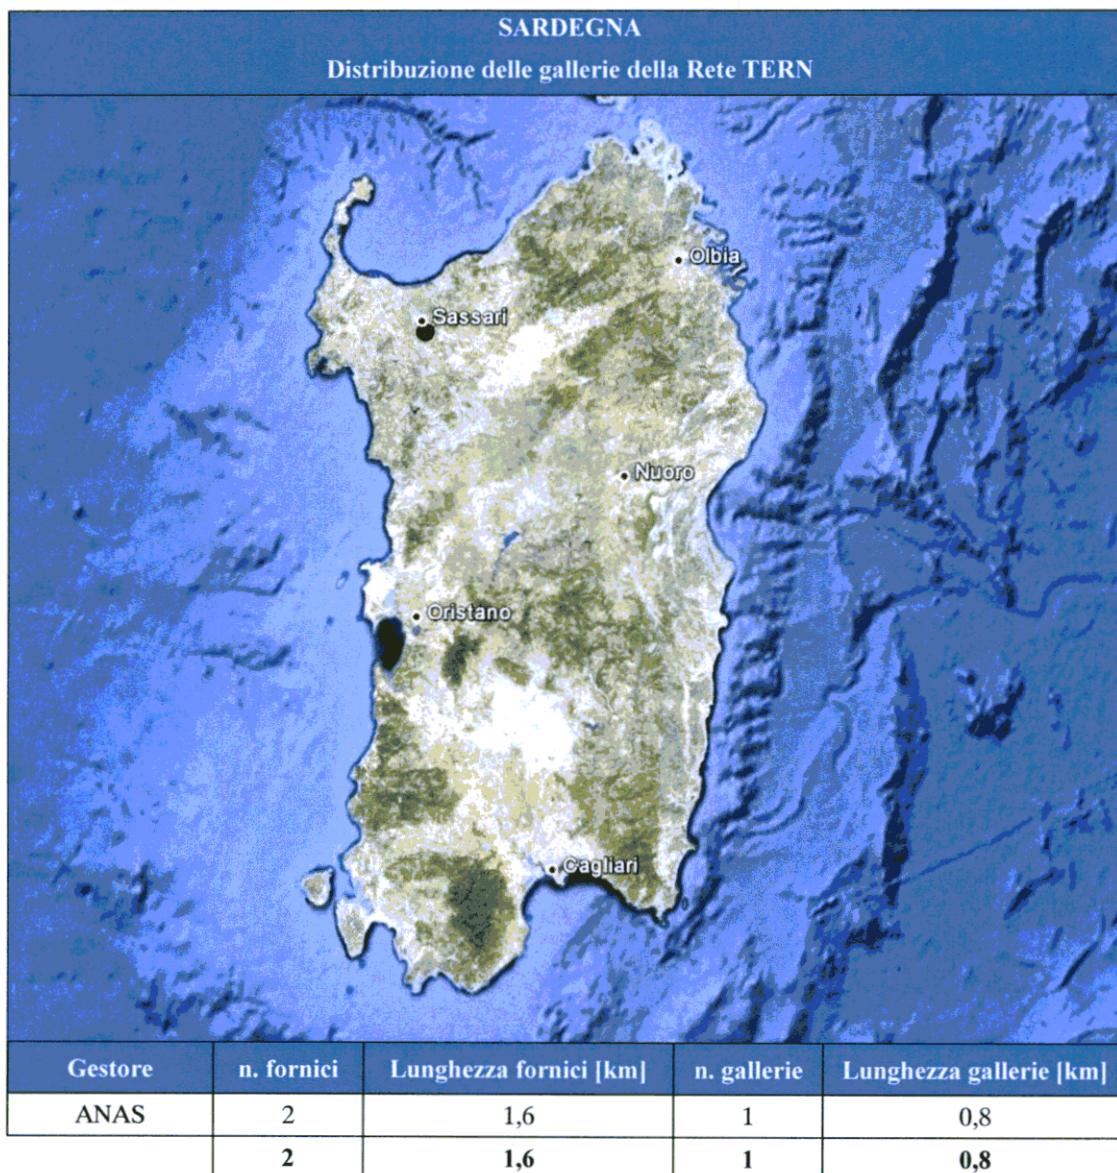 SARDEGNA
Distribuzione delle gallerie della Rete TERN
Olbia
Sassari
Nuoro
Oristano
Cagliari
Gestore n. fornici Lunghezza fornici [km] n. gallerie Lunghezza gallerie [km]
ANAS 2 1,6 1 0,8
2 1,6 1 0,8